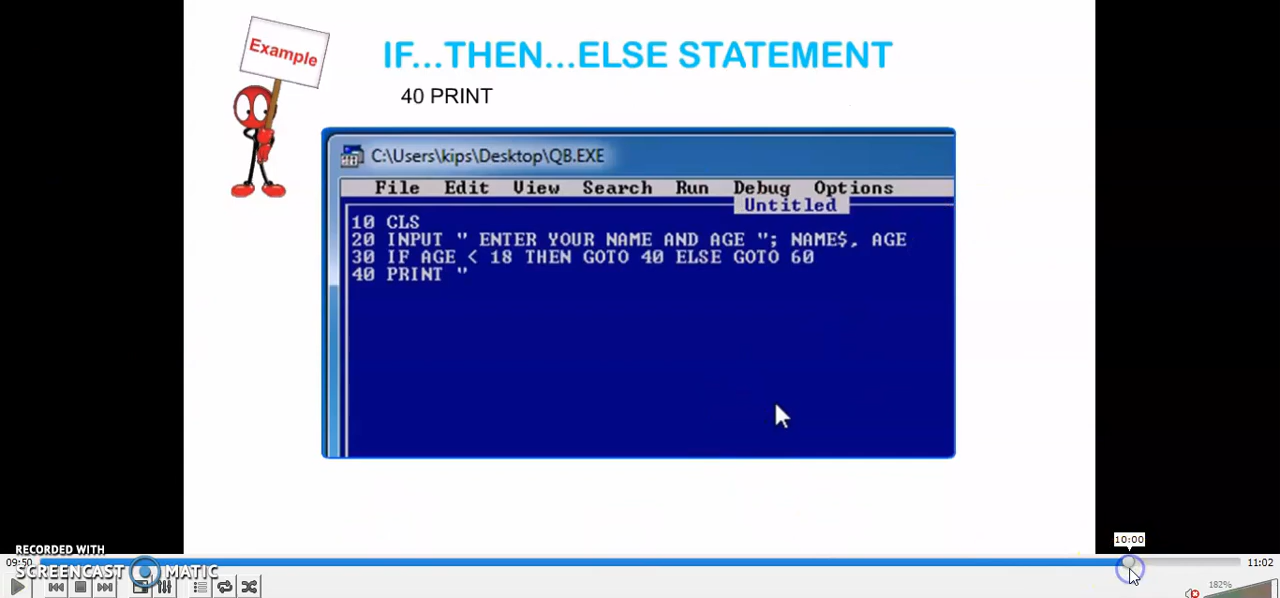 Example
IF...THEN...ELSE STATEMENT
40 PRINT
C:\Users\kips\Desktop\QB.EXE
File Edit View Search Run Debug Options
Untitled
10 CLS
20 INPUT " ENTER YOUR NAME AND AGE "; NAME$, AGE
30 IF AGE < 18 THEN GOTO 40 ELSE GOTO 60
40 PRINT "
10:00
RECORDED WITH
09:50
11:02
SCREENCAST MATIC
182%